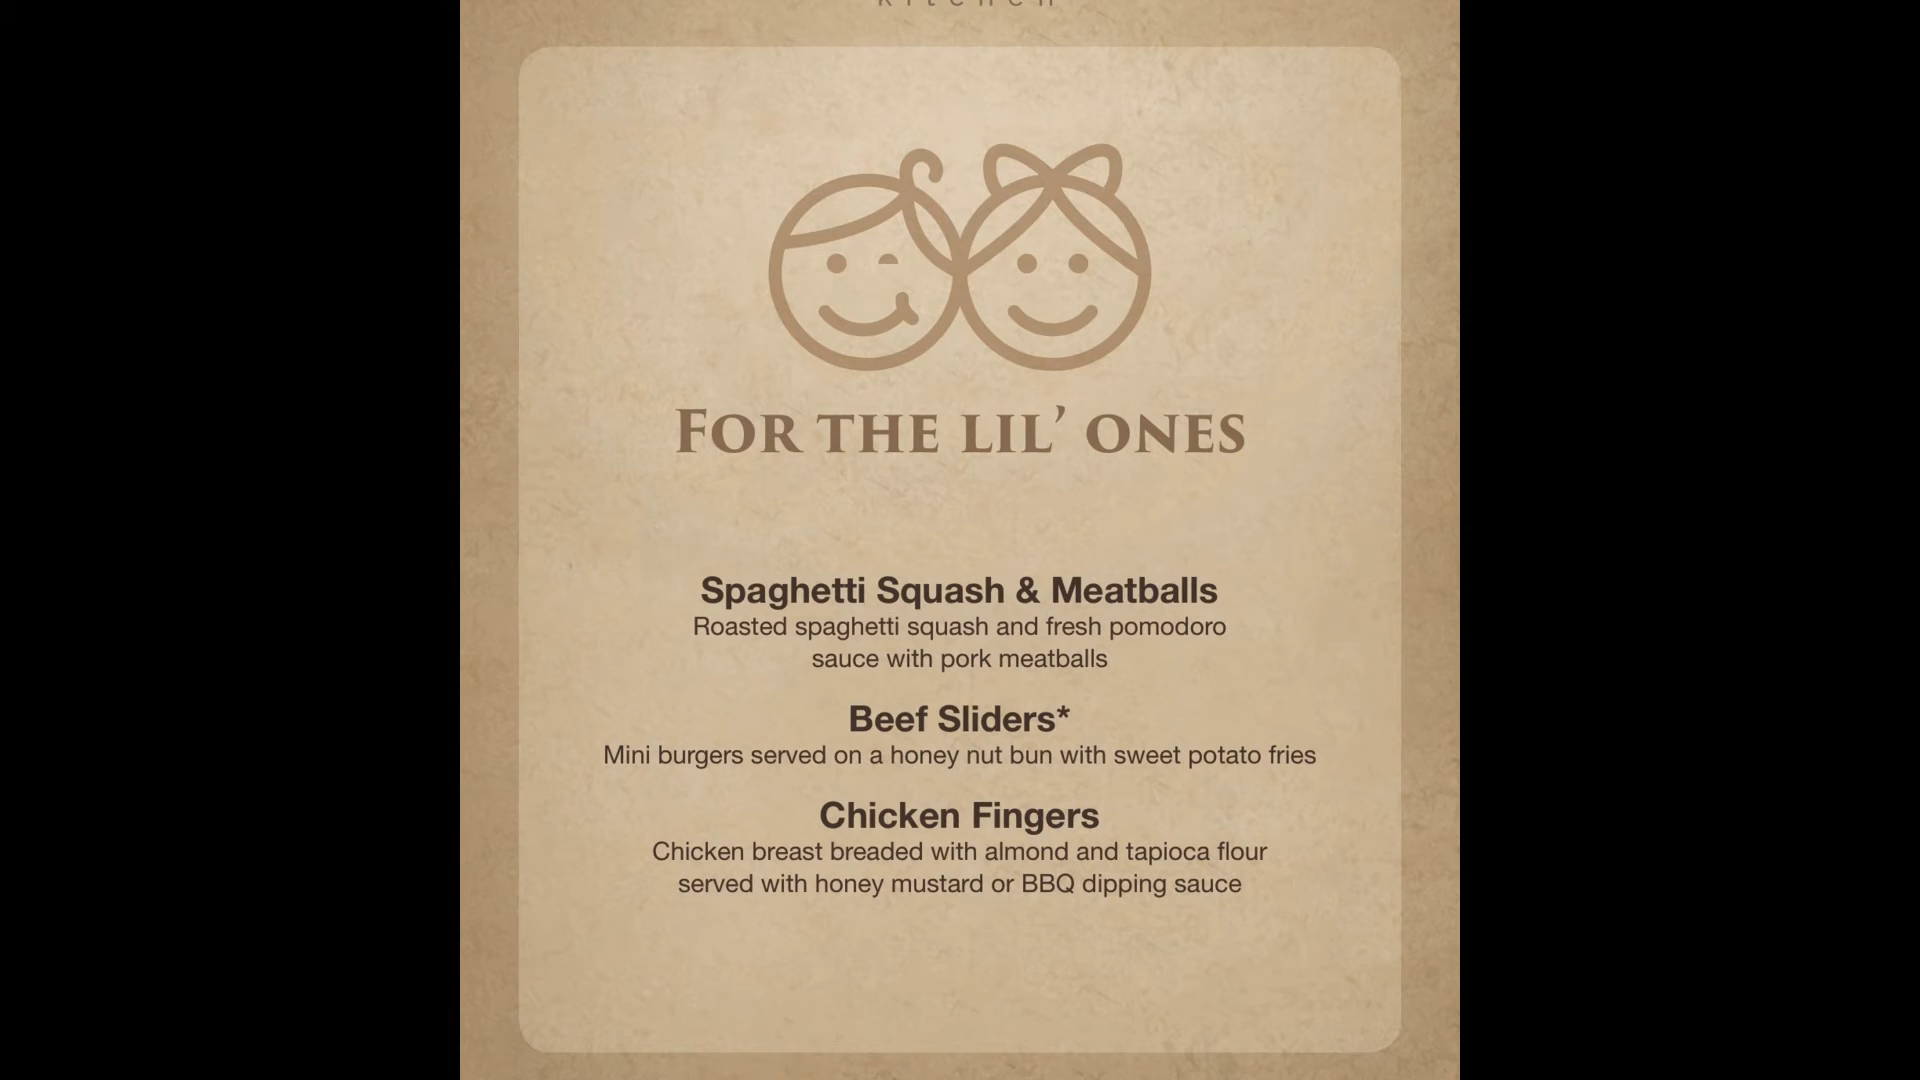 kitchen
For the lil’ ones
Spaghetti Squash & Meatballs
Roasted spaghetti squash and fresh pomodoro
sauce with pork meatballs
Beef Sliders*
Mini burgers served on a honey nut bun with sweet potato fries
Chicken Fingers
Chicken breast breaded with almond and tapioca flour
served with honey mustard or BBQ dipping sauce